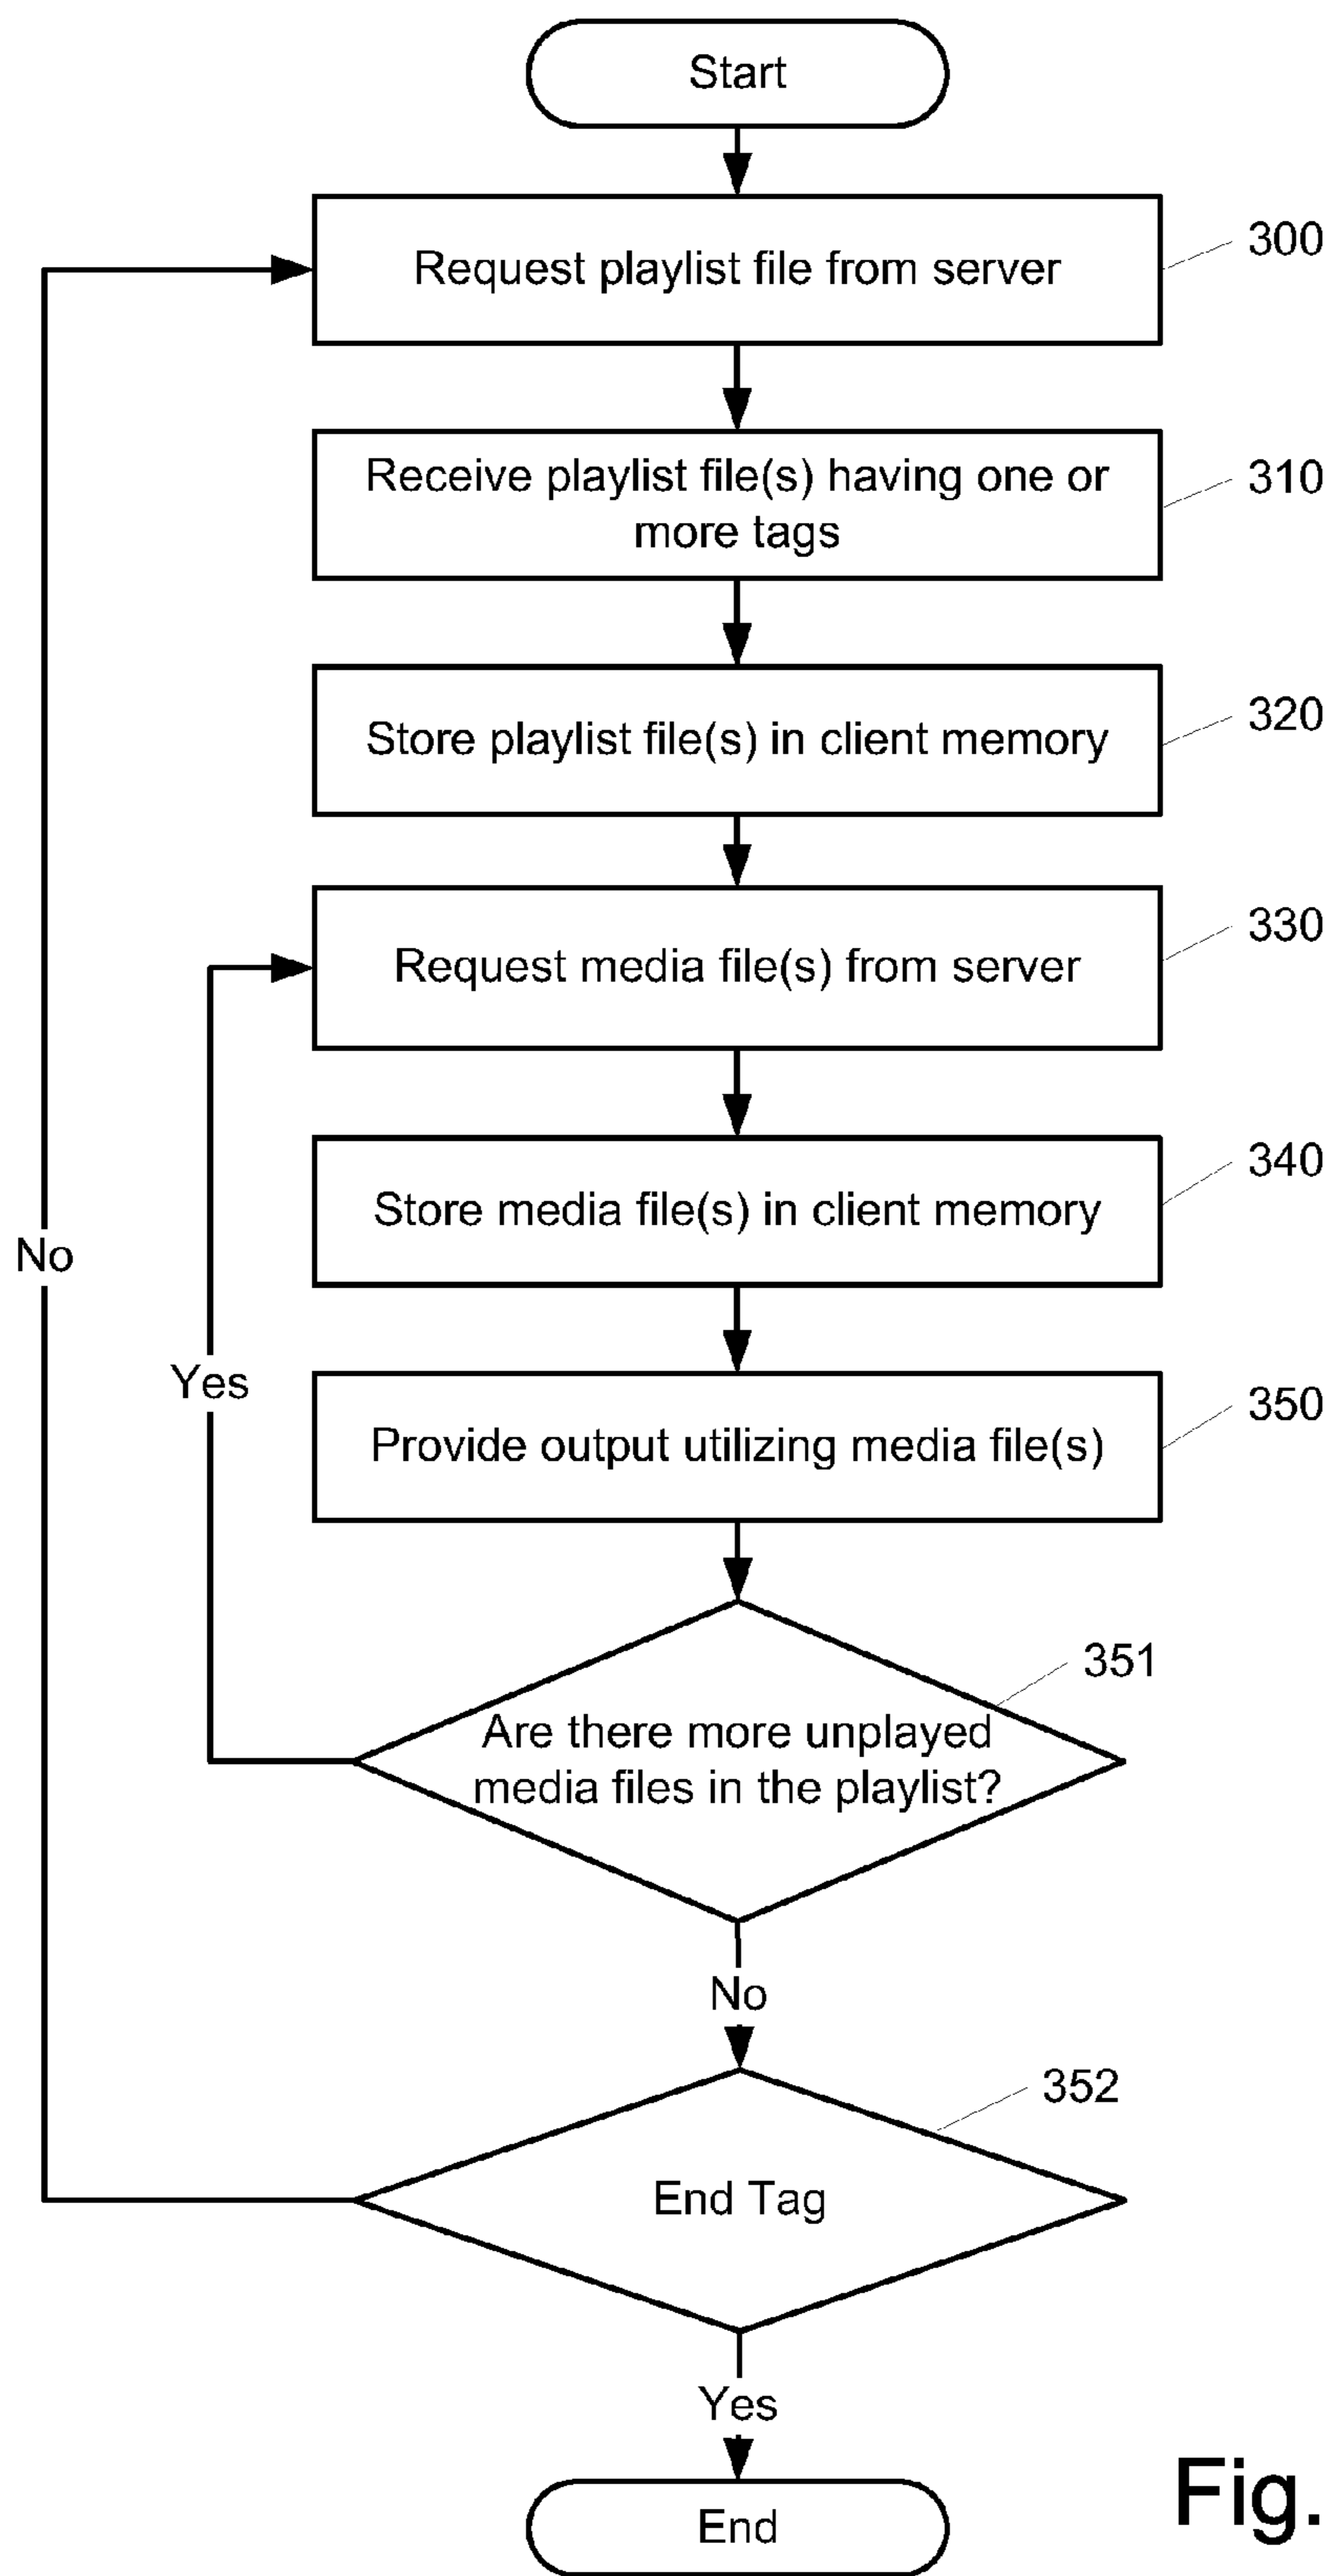 Start
Request playlist file from server
300
Receive playlist file(s) having one or
more tags
310
Store playlist file(s) in client memory
320
Request media file(s) from server
330
Store media file(s) in client memory
340
No
Yes
Provide output utilizing media file(s)
350
351
Are there more unplayed
media files in the playlist?
No
352
End Tag
Yes
End
Fig.